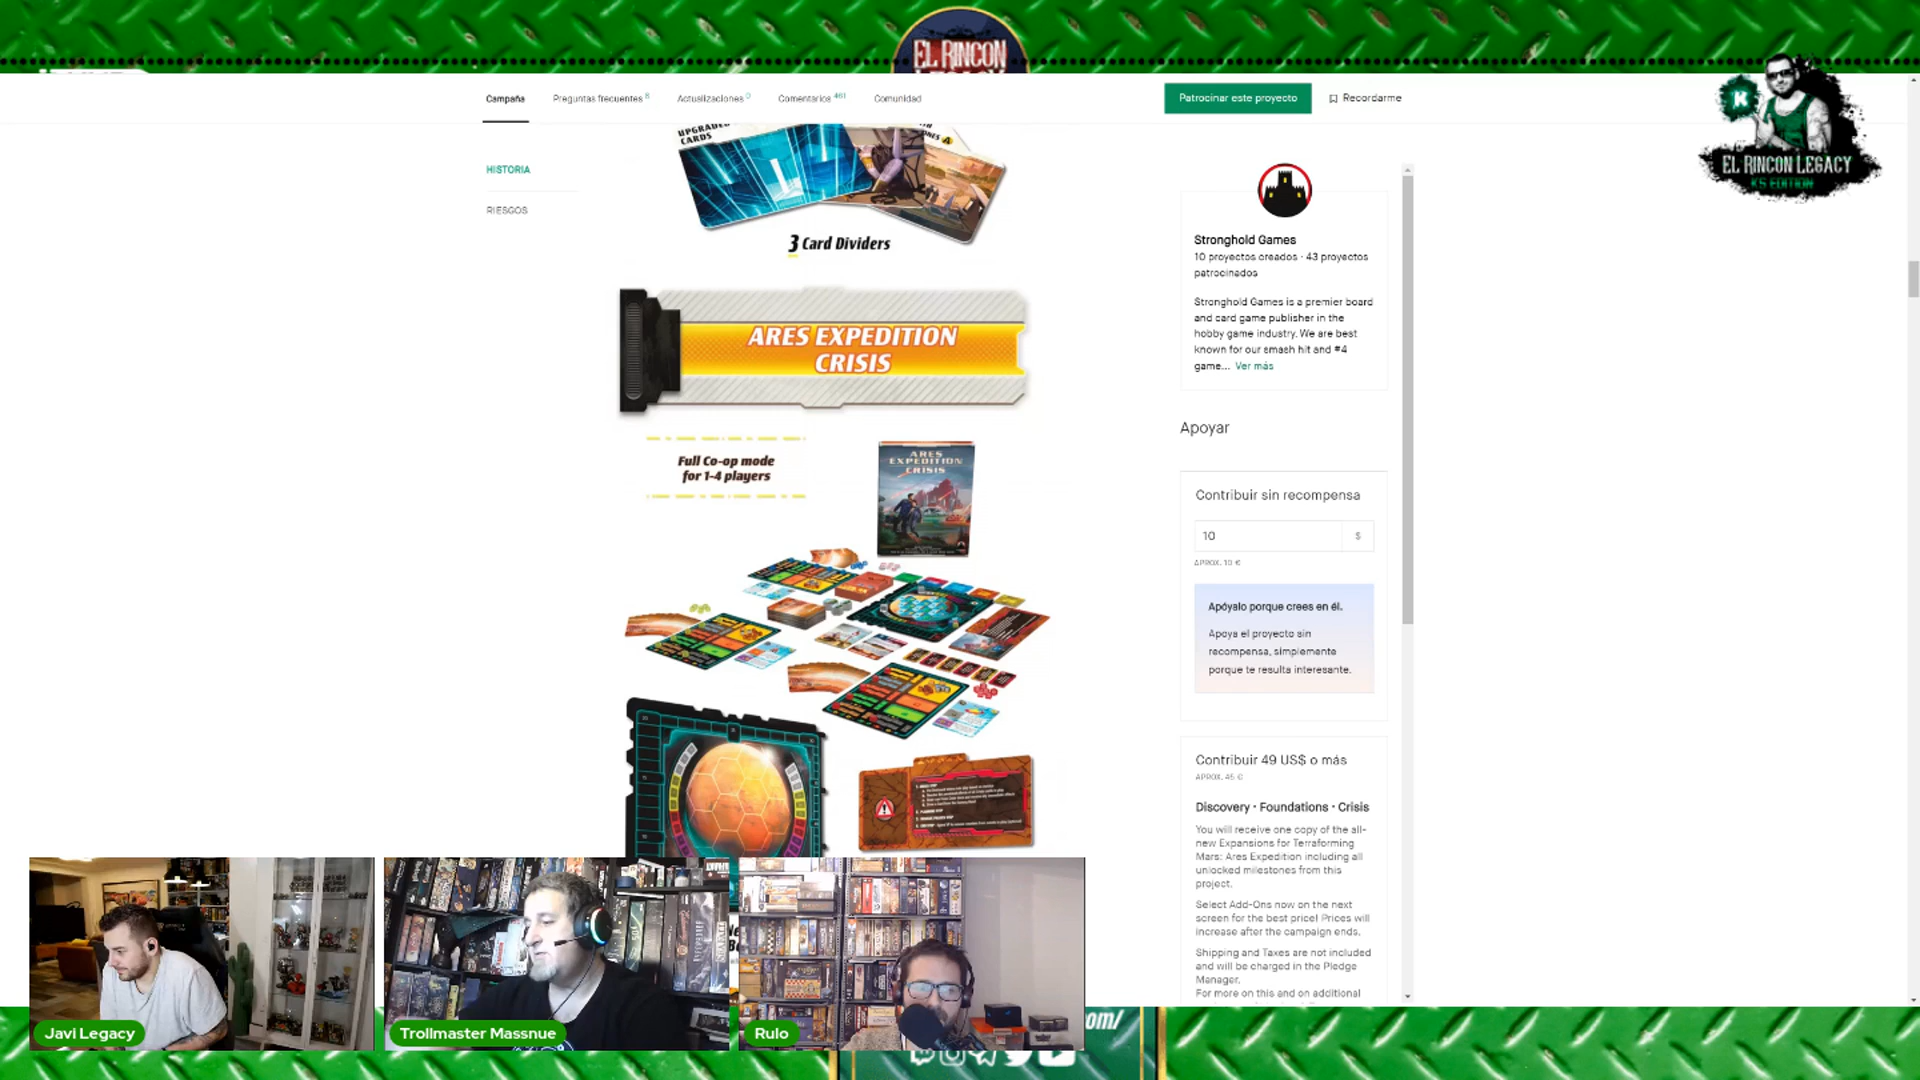 EL RINCON
LEGACY
Campaña
Preguntas frecuentes 8
Actualizaciones 0
Comentarios 461
Comunidad
Patrocinar este proyecto
Recordarme
K
EL RINCON LEGACY
KS EDITION
HISTORIA
RIESGOS
UPGRADED
CARDS
4
3 Card Dividers
ARES EXPEDITION
CRISIS
Full Co-op mode
for 1-4 players
ARES
EXPEDITION
CRISIS
Stronghold Games
10 proyectos creados · 43 proyectos
patrocinados
Stronghold Games is a premier board
and card game publisher in the
hobby game industry. We are best
known for our smash hit and #4
game... Ver más
Apoyar
Contribuir sin recompensa
10 $
APROX. 10 €
Apóyalo porque crees en él.
Apoya el proyecto sin
recompensa, simplemente
porque te resulta interesante.
Contribuir 49 US$ o más
APROX. 45 €
Discovery · Foundations · Crisis
You will receive one copy of the all-
new Expansions for Terraforming
Mars: Ares Expedition including all
unlocked milestones from this
project.
Select Add-Ons now on the next
screen for the best price! Prices will
increase after the campaign ends.
Shipping and Taxes are not included
and will be charged in the Pledge
Manager.
For more on this and on additional
Javi Legacy
Trollmaster Massnue
Rulo
om/